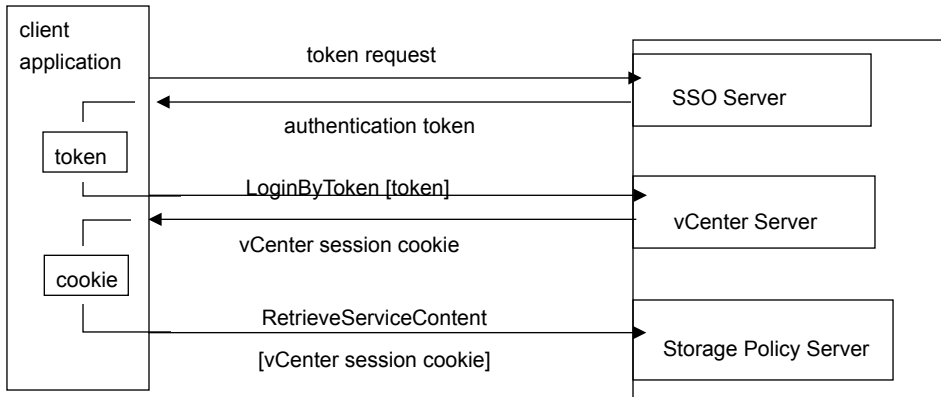 client
application
token request
SSO Server
authentication token
token
LoginByToken [token]
vCenter Server
vCenter session cookie
cookie
RetrieveServiceContent
Storage Policy Server
[vCenter session cookie]